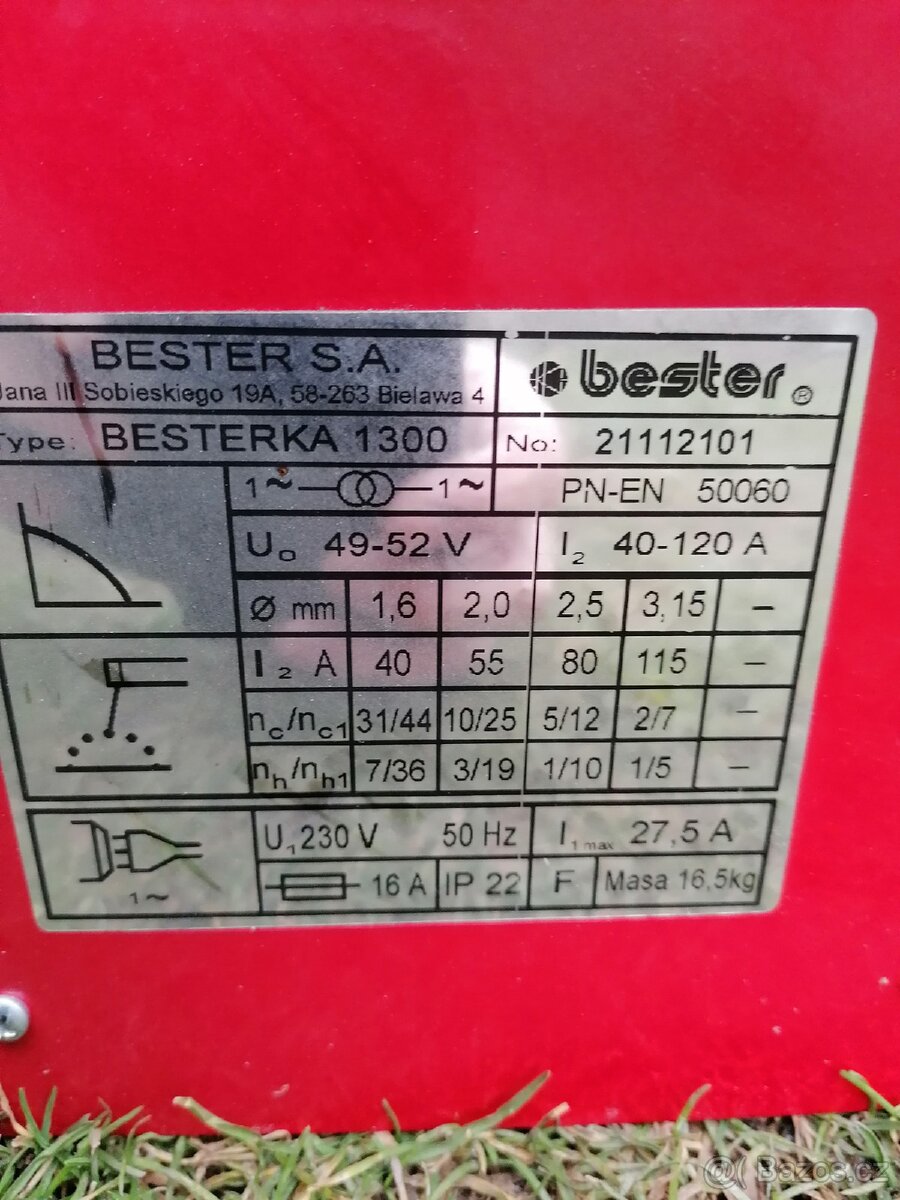 BESTER S.A.
Jana III Sobieskiego 19A, 58-263 Bielawa 4
bester ®
Type: BESTERKA 1300
No: 21112101
1~ 1~
PN-EN 50060
U₀ 49-52 V
I₂ 40-120 A
Ø mm 1,6 2,0 2,5 3,15 –
I₂ A 40 55 80 115 –
nc/nc1 31/44 10/25 5/12 2/7 –
nh/nh1 7/36 3/19 1/10 1/5 –
U₁ 230 V 50 Hz
I1 max 27,5 A
1~
16 A IP 22 F Masa 16,5kg
@ Bazos.cz